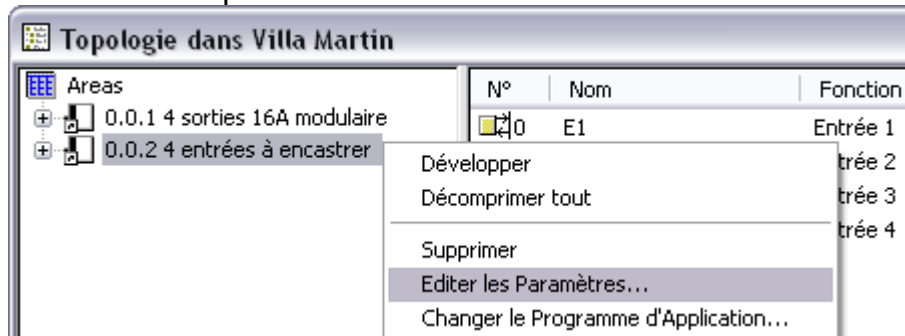 Topologie dans Villa Martin
Areas
0.0.1 4 sorties 16A modulaire
0.0.2 4 entrées à encastrer
N° Nom Fonction
0 E1 Entrée 1
trée 2
trée 3
trée 4
Développer
Décomprimer tout
Supprimer
Editer les Paramètres...
Changer le Programme d'Application...